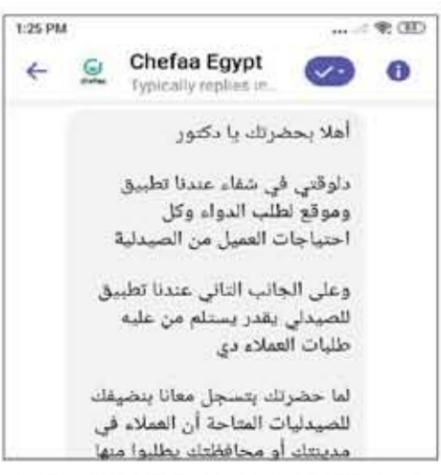 1:25 PM
Chefaa Egypt
Typically replies in...
أهلا بحضرتك يا دكتور
دلوقتي في شفاء عندنا تطبيق
وموقع لطلب الدواء وكل
احتياجات العميل من الصيدلية
وعلى الجانب التاني عندنا تطبيق
للصيدلي يقدر يستلم من عليه
طلبات العملاء دي
لما حضرتك بتسجل معانا بنضيفك
للصيدليات المتاحة أن العملاء في
مدينتك أو محافظتك يطلبوا منها